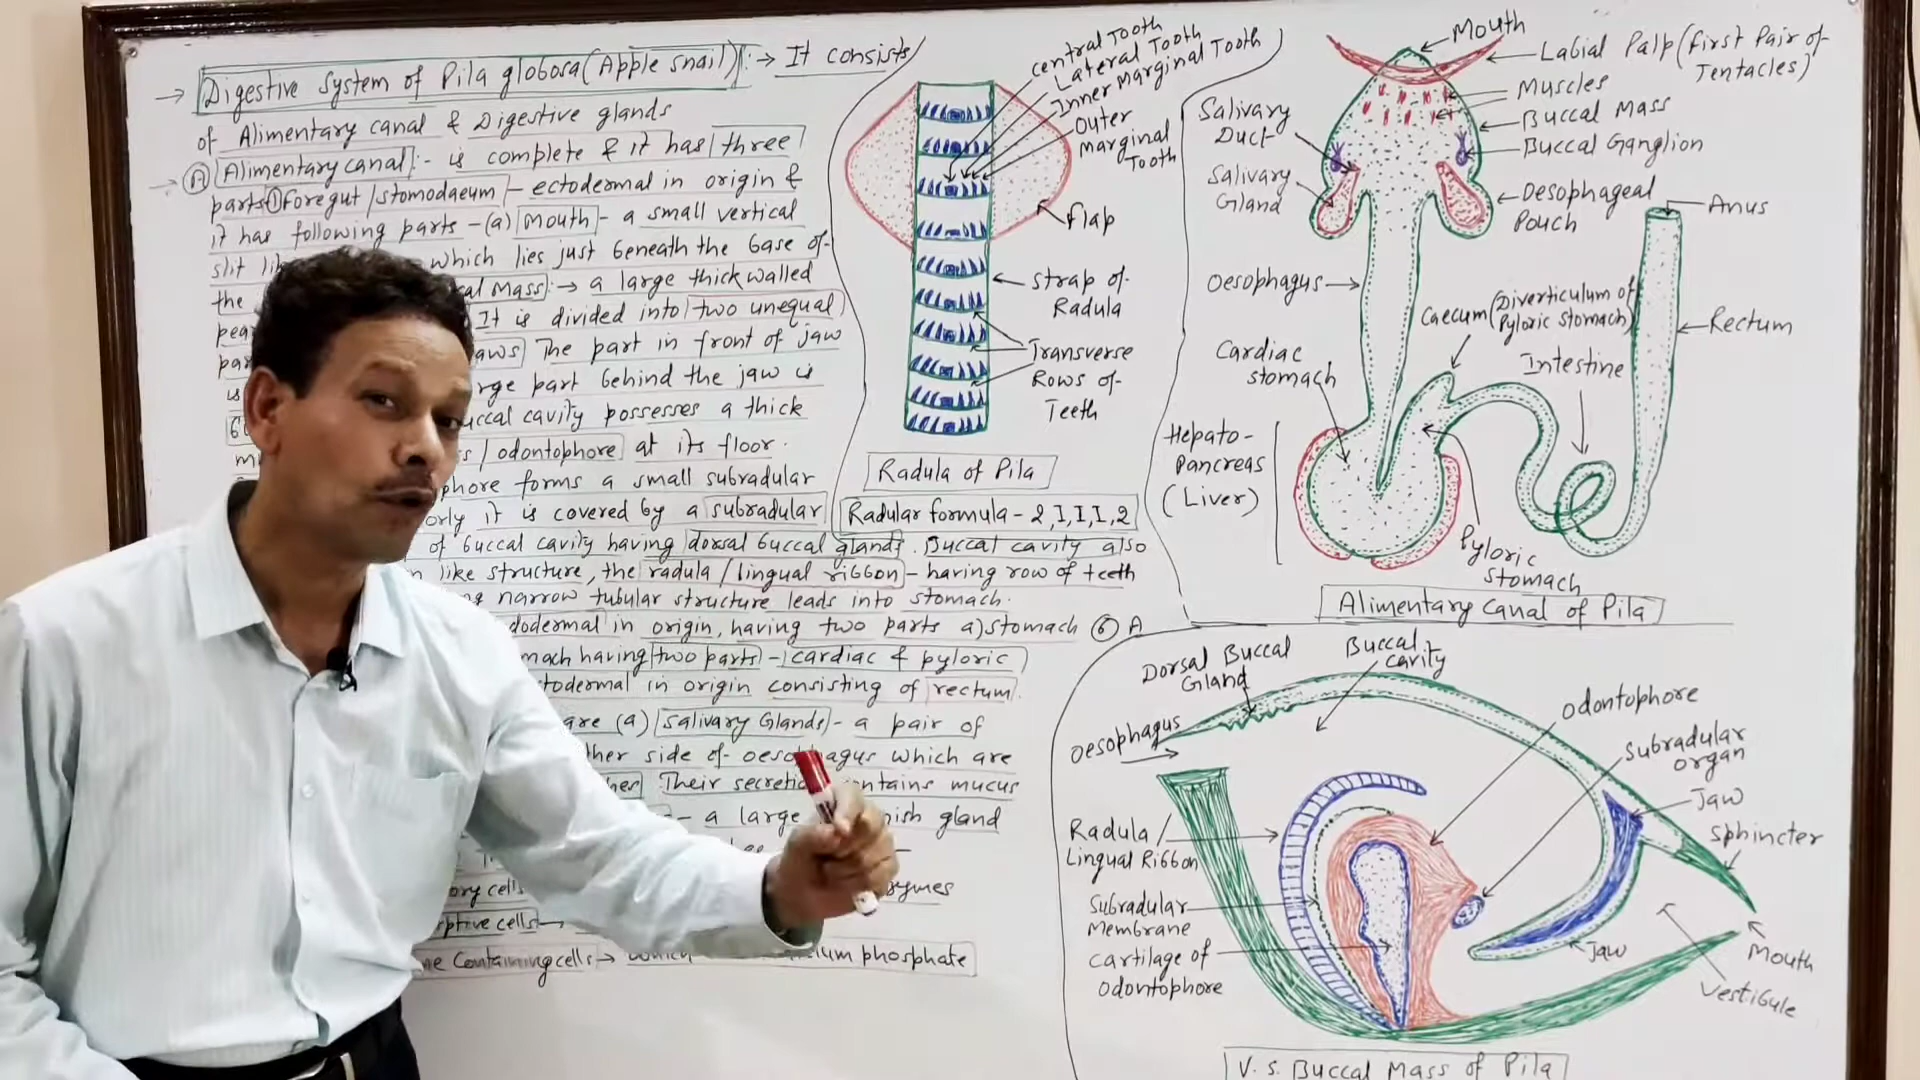 → Digestive System of Pila globosa (Apple snail) :→ It consists
of Alimentary canal & Digestive glands
→ Ⓐ Alimentary canal :- is complete & it has three
parts ① Foregut / stomodaeum - ectodermal in origin &
it has following parts - (a) Mouth - a small vertical
slit which lies just beneath the base of
the Mass :→ a large thick walled
It is divided into two unequal
The part in front of jaw
part behind the jaw is
cavity possesses a thick
/ odontophore at its floor.
forms a small subradular
it is covered by a subradular
of buccal cavity having dorsal buccal glands. Buccal cavity also
like structure, the radula / lingual ribbon - having row of teeth
narrow tubular structure leads into stomach.
in origin, having two parts a) stomach ⑥ A
having two parts - cardiac & pyloric
in origin consisting of rectum.
are (a) Salivary Glands - a pair of
side of oesophagus which are
Their secretion contains mucus
- a large gland
cells
cells →
Containing cells → phosphate
central Tooth
Lateral Tooth
Inner Marginal Tooth
Outer
marginal
Tooth
flap
strap of
Radula
Transverse
Rows of
Teeth
Radula of Pila
Radular formula - 2,1,1,1,2
Mouth
Labial Palp (first Pair of
Tentacles)
Muscles
Buccal Mass
Buccal Ganglion
Salivary
Duct
Salivary
Gland
Oesophageal
Pouch
Anus
Oesophagus
Caecum (Diverticulum of
Pyloric stomach)
Rectum
Intestine
Cardiac
stomach
Hepato-
Pancreas
(Liver)
Pyloric
stomach
Alimentary Canal of Pila
Dorsal Buccal
Gland
Buccal
cavity
Oesophagus
odontophore
subradular
organ
Jaw
sphincter
Radula /
Lingual Ribbon
Subradular
Membrane
cartilage of
odontophore
Jaw
Mouth
Vestibule
V. S. Buccal Mass of Pila